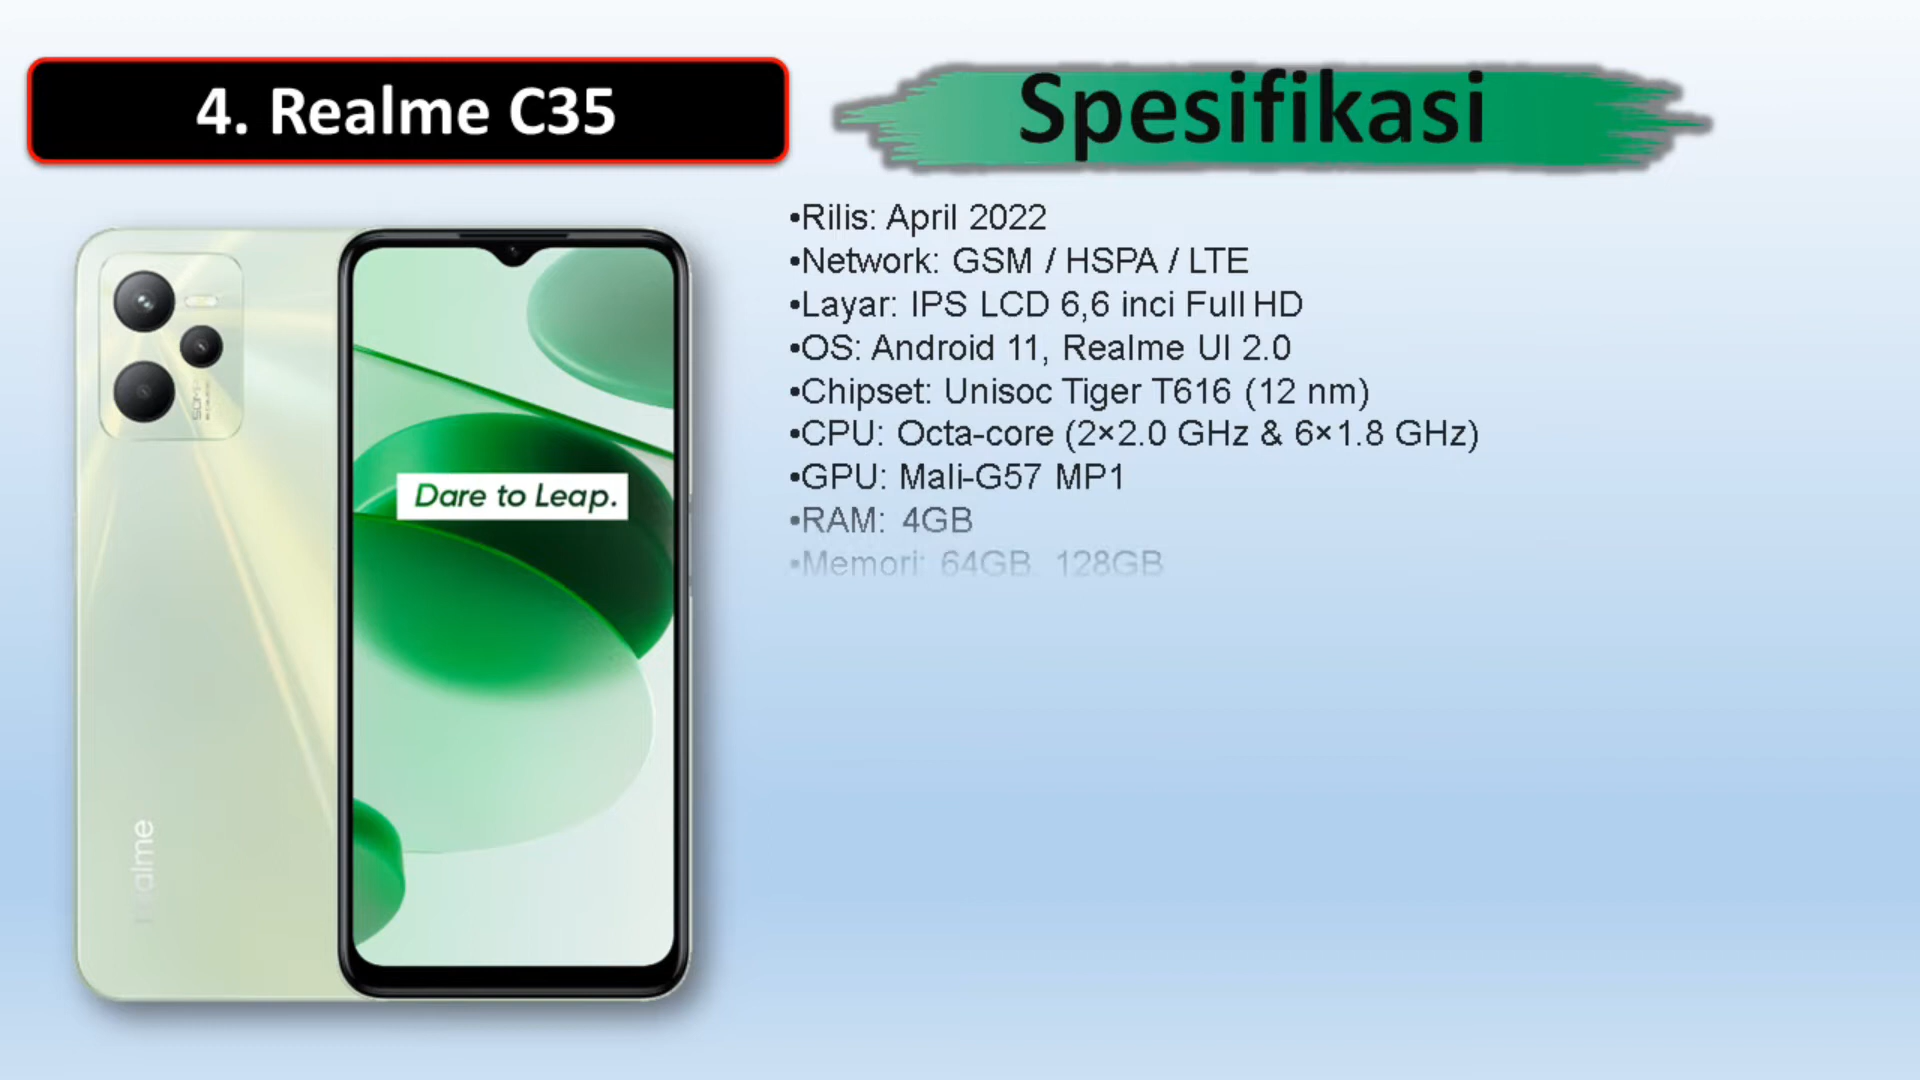 4. Realme C35
Spesifikasi
•Rilis: April 2022
•Network: GSM / HSPA / LTE
•Layar: IPS LCD 6,6 inci Full HD
•OS: Android 11, Realme UI 2.0
•Chipset: Unisoc Tiger T616 (12 nm)
•CPU: Octa-core (2×2.0 GHz & 6×1.8 GHz)
•GPU: Mali-G57 MP1
•RAM: 4GB
•Memori: 64GB, 128GB
Dare to Leap.
50MP
realme